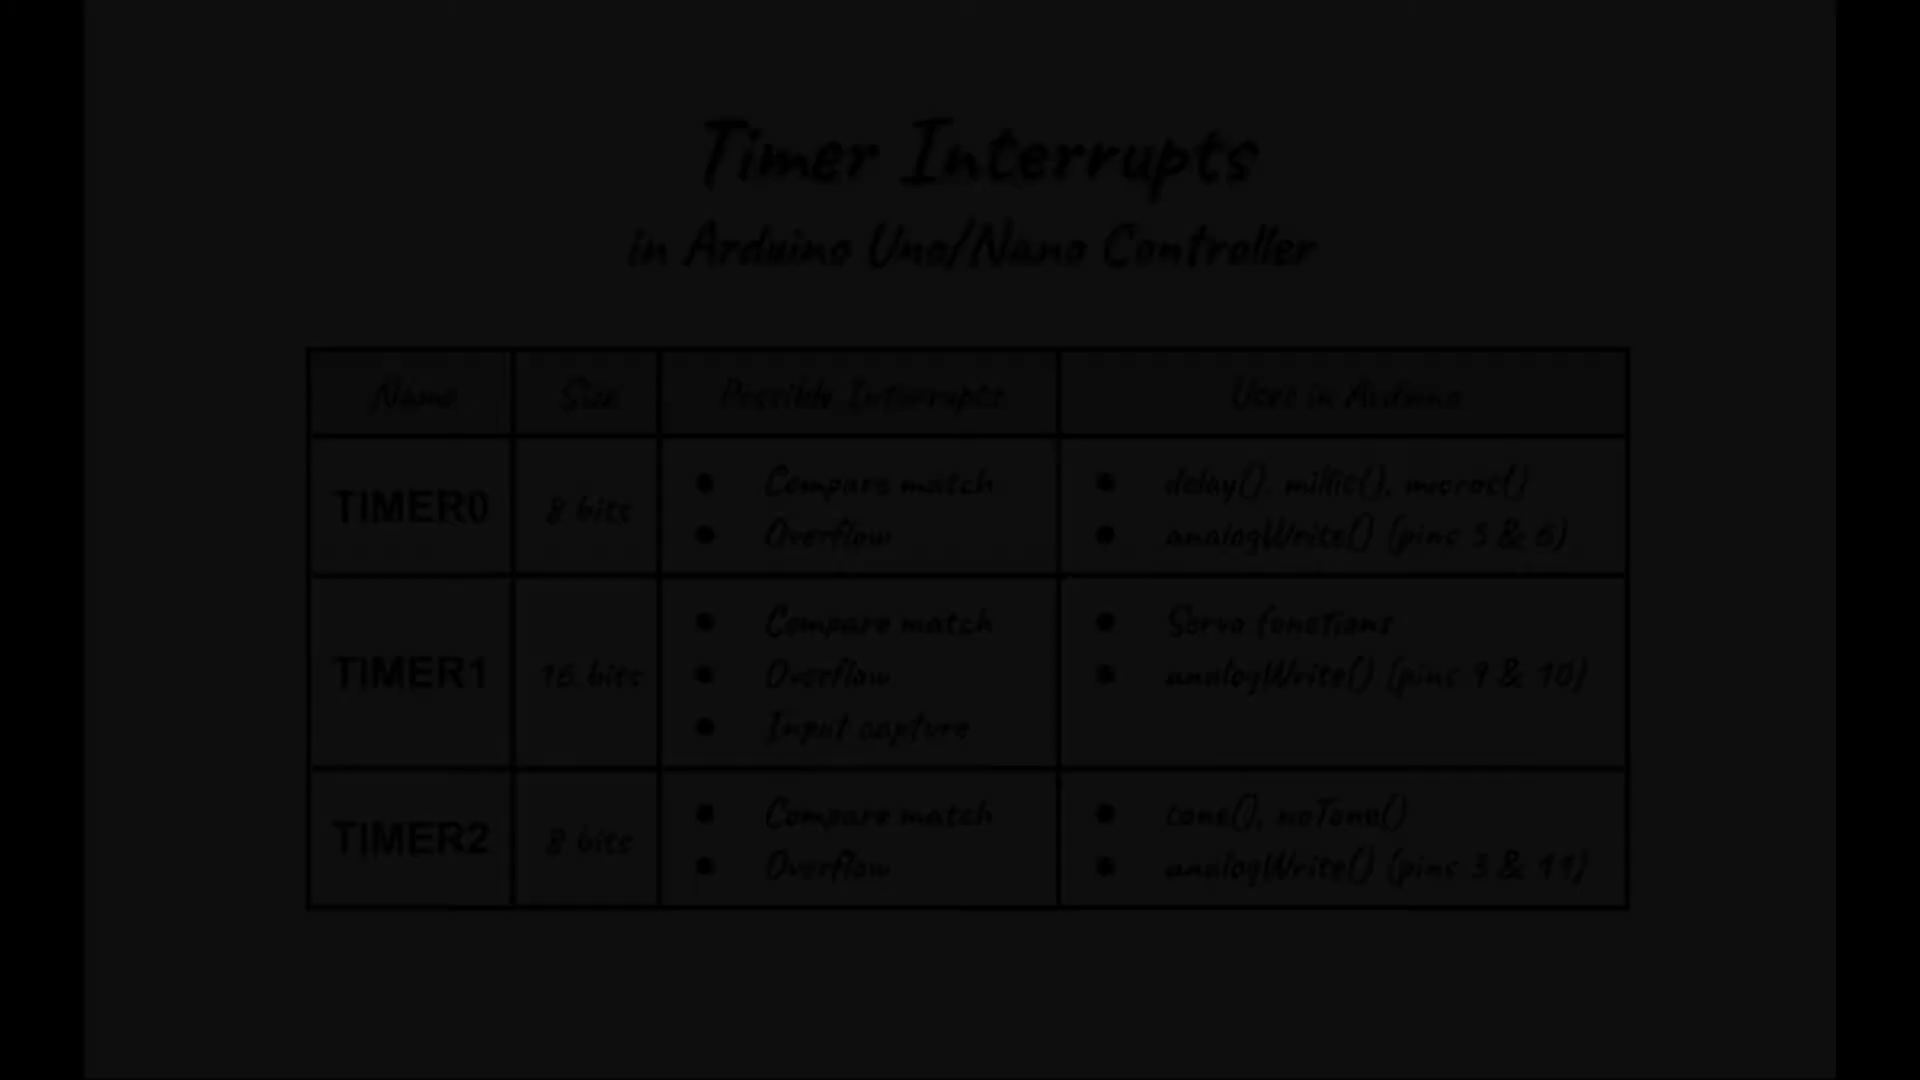 Timer Interrupts
in Arduino Uno/Nano Controller
Name Size Possible Interrupts Uses in Arduino
TIMER0 8 bits
● Compare match
● Overflow
● delay(), millis(), micros()
● analogWrite() (pins 5 & 6)
TIMER1 16 bits
● Compare match
● Overflow
● Input capture
● Servo functions
● analogWrite() (pins 9 & 10)
TIMER2 8 bits
● Compare match
● Overflow
● tone(), noTone()
● analogWrite() (pins 3 & 11)